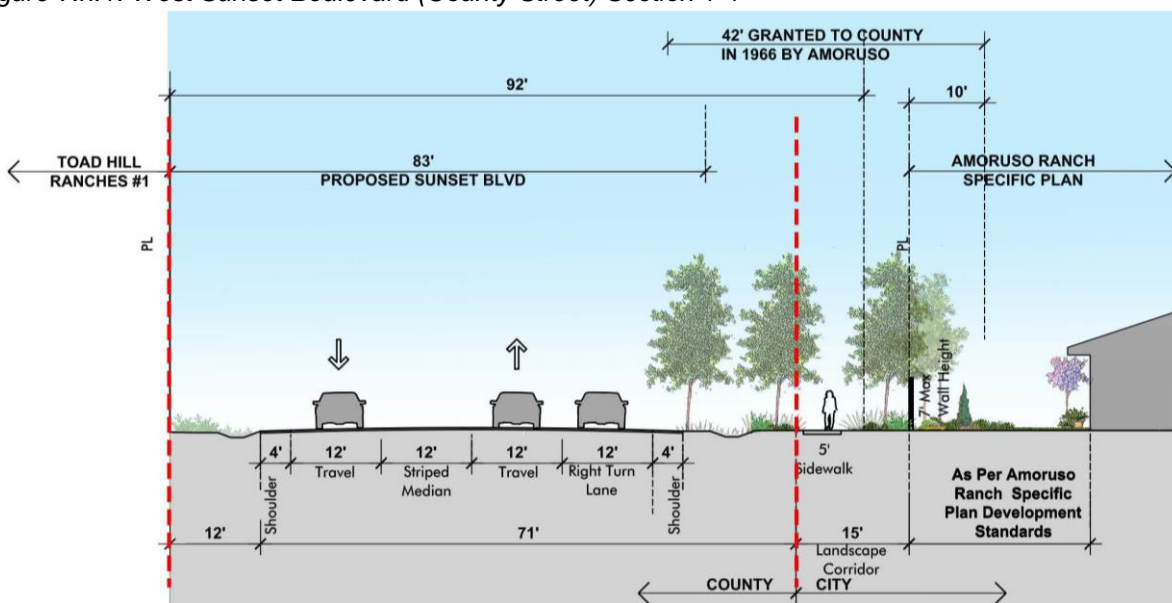 42' GRANTED TO COUNTY
IN 1966 BY AMORUSO
92'
10'
TOAD HILL
RANCHES #1
83'
PROPOSED SUNSET BLVD
AMORUSO RANCH
SPECIFIC PLAN
PL
PL
7' Max
Wall Height
4'
12'
12'
12'
12'
4'
Shoulder
Travel
Striped
Median
Travel
Right Turn
Lane
Shoulder
5'
Sidewalk
As Per Amoruso
Ranch Specific
Plan Development
Standards
12'
71'
15'
Landscape
Corridor
COUNTY
CITY